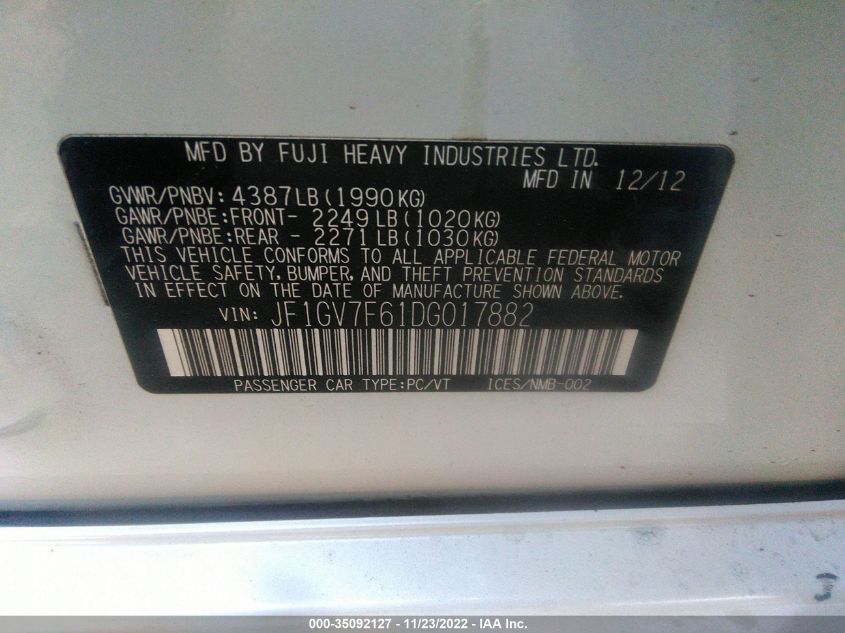 MFD BY FUJI HEAVY INDUSTRIES LTD.
MFD IN 12/12
GVWR/PNBV: 4387LB(1990KG)
GAWR/PNBE:FRONT- 2249LB(1020KG)
GAWR/PNBE:REAR - 2271LB(1030KG)
THIS VEHICLE CONFORMS TO ALL APPLICABLE FEDERAL MOTOR
VEHICLE SAFETY, BUMPER, AND THEFT PREVENTION STANDARDS
IN EFFECT ON THE DATE OF MANUFACTURE SHOWN ABOVE.
VIN: JF1GV7F61DG017882
PASSENGER CAR TYPE:PC/VT ICES/NMB-002
000-35092127 - 11/23/2022 - IAA Inc.